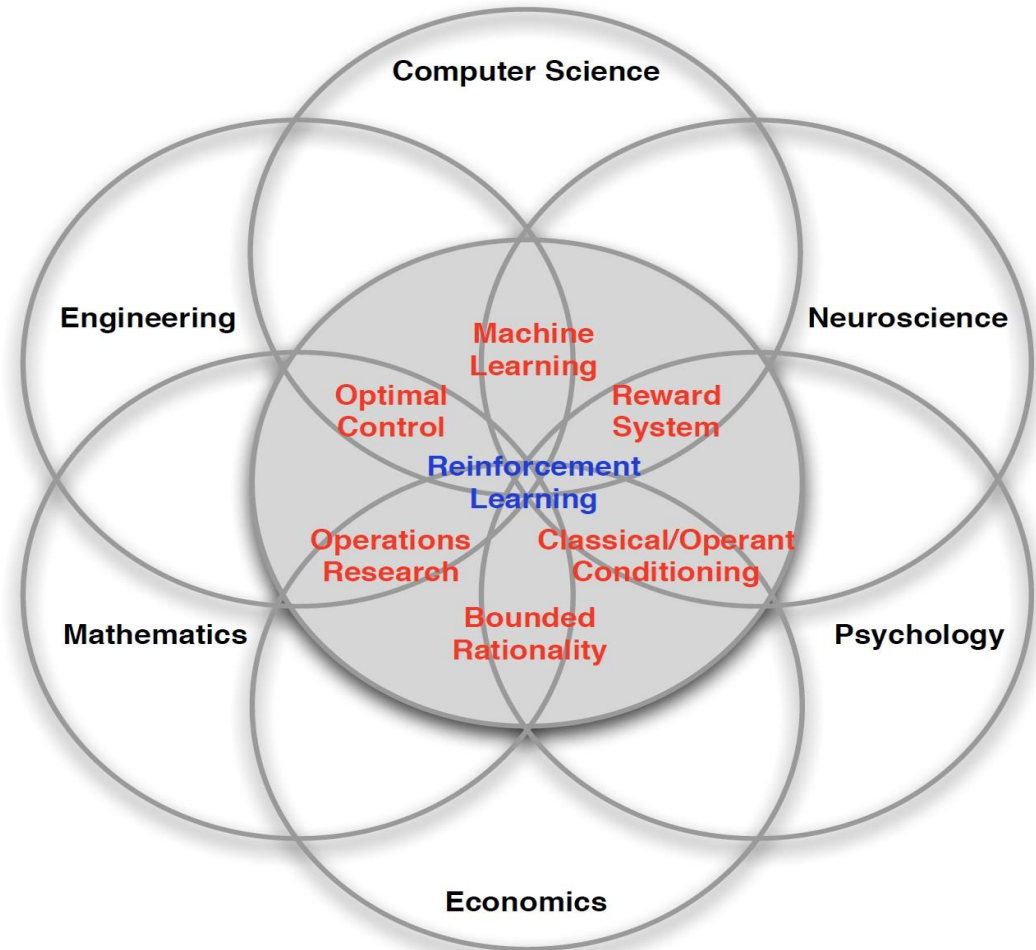 Computer Science
Engineering
Neuroscience
Machine
Learning
Optimal
Control
Reward
System
Reinforcement
Learning
Operations
Research
Classical/Operant
Conditioning
Bounded
Rationality
Mathematics
Psychology
Economics